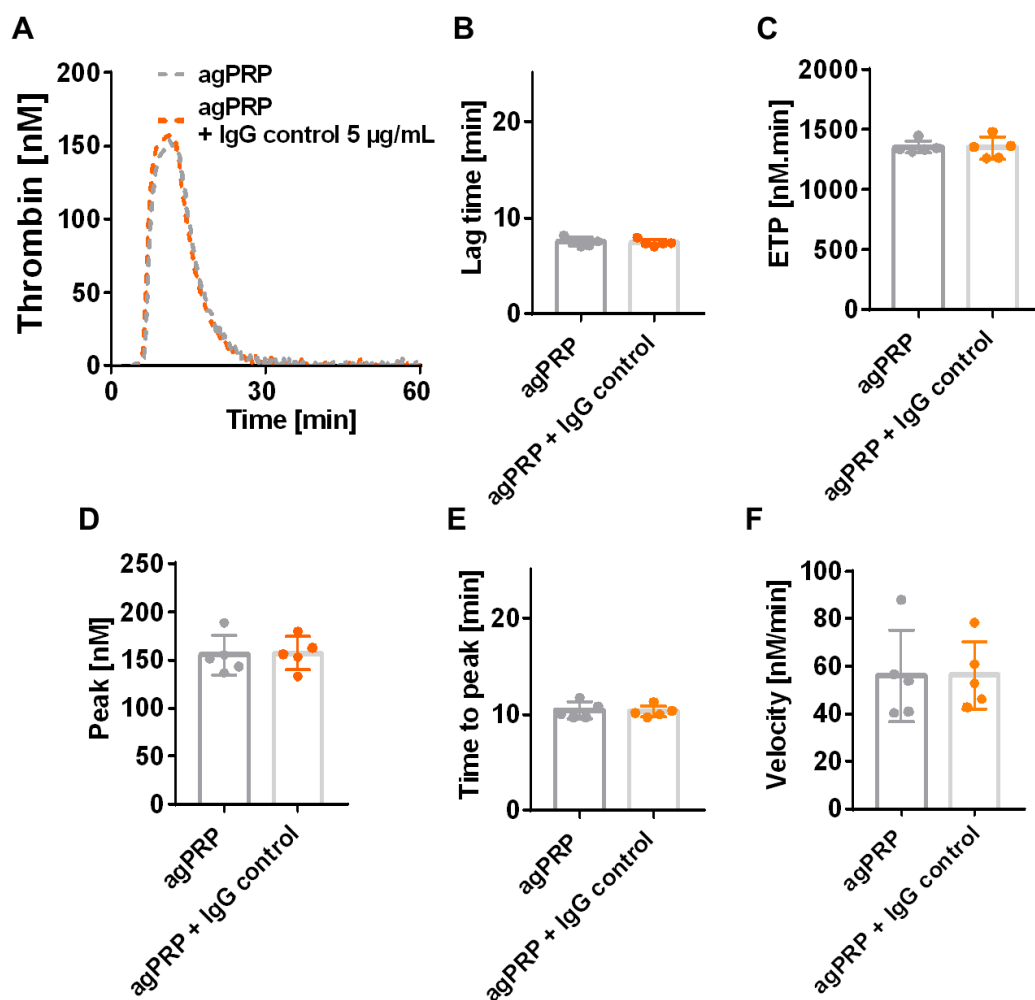 A
Thrombin [nM]
200
150
100
50
0
0
30
60
Time [min]
agPRP
agPRP
+ IgG control 5 µg/mL
B
Lag time [min]
20
10
0
agPRP
agPRP + IgG control
C
ETP [nM.min]
2000
1500
1000
500
0
agPRP
agPRP + IgG control
D
Peak [nM]
250
200
150
100
50
0
agPRP
agPRP + IgG control
E
Time to peak [min]
20
10
0
agPRP
agPRP + IgG control
F
Velocity [nM/min]
100
80
60
40
20
0
agPRP
agPRP + IgG control